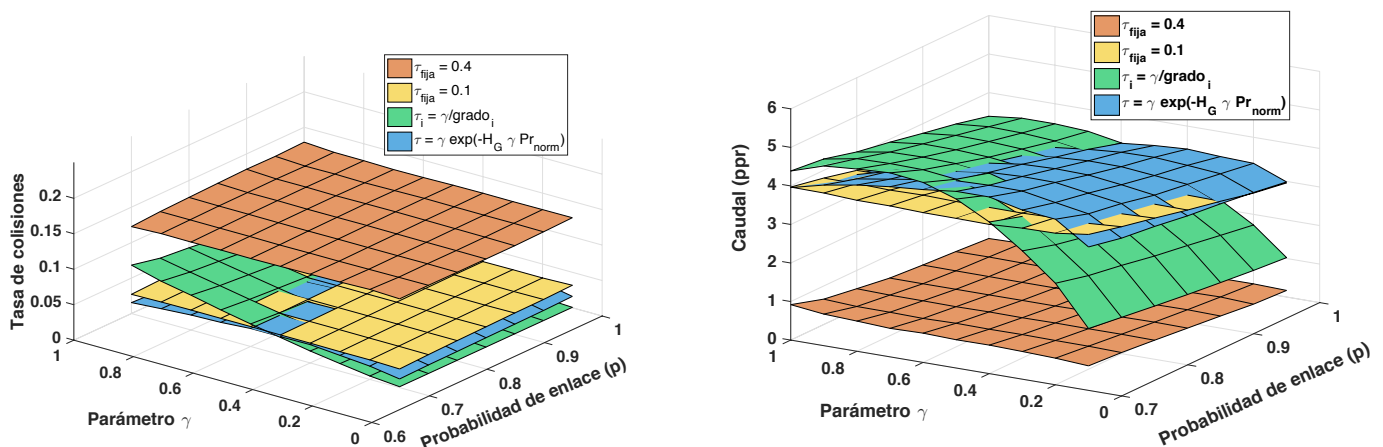 τfija = 0.4
τfija = 0.1
τi = γ/gradoi
τ = γ exp(-HG γ Prnorm)
Tasa de colisiones
0.2
0.15
0.1
0.05
0
1
0.8
0.6
0.4
0.2
0
Parámetro γ
0.6
0.7
0.8
0.9
1
Probabilidad de enlace (p)
τfija = 0.4
τfija = 0.1
τi = γ/gradoi
τ = γ exp(-HG γ Prnorm)
Caudal (ppr)
6
5
4
3
2
1
0
1
0.8
0.6
0.4
0.2
0
Parámetro γ
0.7
0.8
0.9
1
Probabilidad de enlace (p)